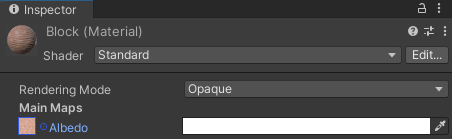 Inspector
Block (Material)
Shader Standard Edit...
Rendering Mode Opaque
Main Maps
Albedo